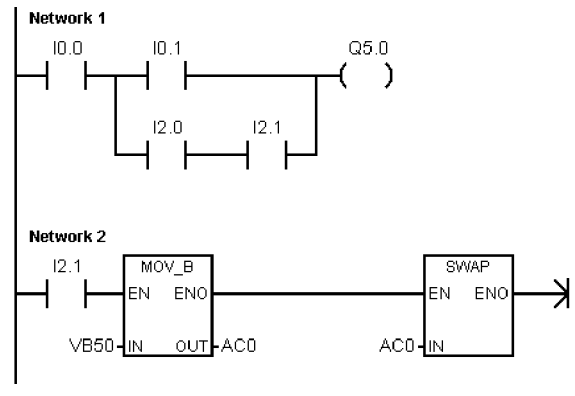 Network 1
I0.0 I0.1 Q5.0
I2.0 I2.1
Network 2
I2.1 MOV_B SWAP
EN ENO EN ENO
VB50 IN OUT AC0 AC0 IN